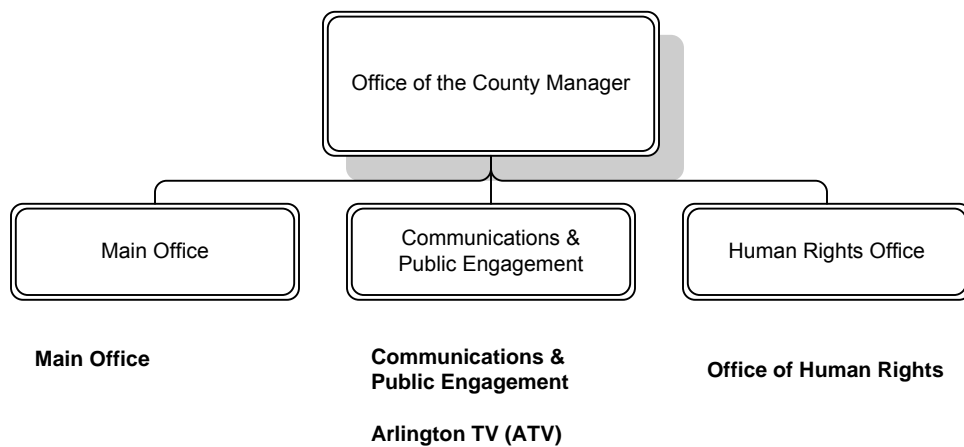 Office of the County Manager
Main Office
Communications &
Public Engagement
Human Rights Office
Main Office
Communications &
Public Engagement
Arlington TV (ATV)
Office of Human Rights